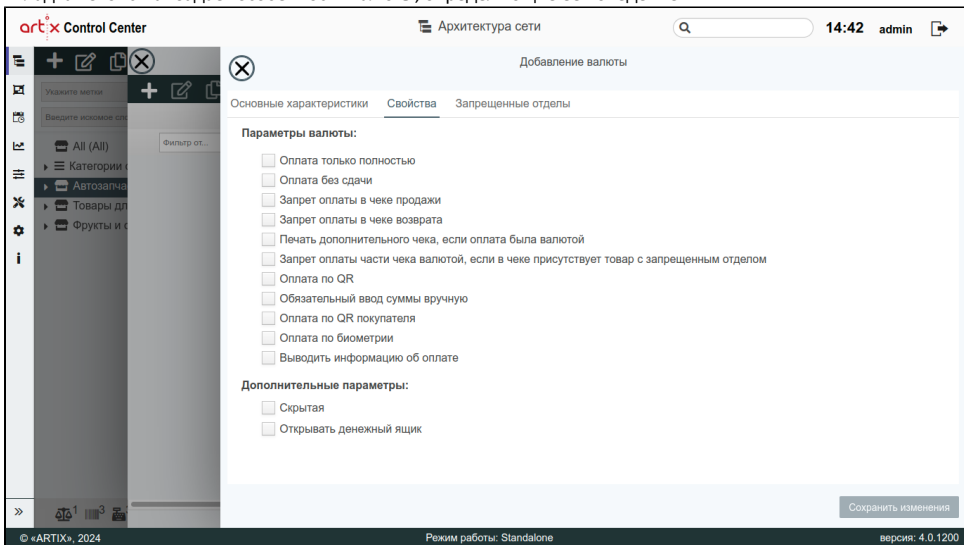 artix Control Center
Архитектура сети
14:42 admin
Добавление валюты
Укажите метки
Введите искомое сло
Фильтр от...
All (All)
Категории
Автозапча
Товары дл
Фрукты и
Основные характеристики Свойства Запрещенные отделы
Параметры валюты:
Оплата только полностью
Оплата без сдачи
Запрет оплаты в чеке продажи
Запрет оплаты в чеке возврата
Печать дополнительного чека, если оплата была валютой
Запрет оплаты части чека валютой, если в чеке присутствует товар с запрещенным отделом
Оплата по QR
Обязательный ввод суммы вручную
Оплата по QR покупателя
Оплата по биометрии
Выводить информацию об оплате
Дополнительные параметры:
Скрытая
Открывать денежный ящик
1 3
Сохранить изменения
© «ARTIX», 2024
Режим работы: Standalone
версия: 4.0.1200